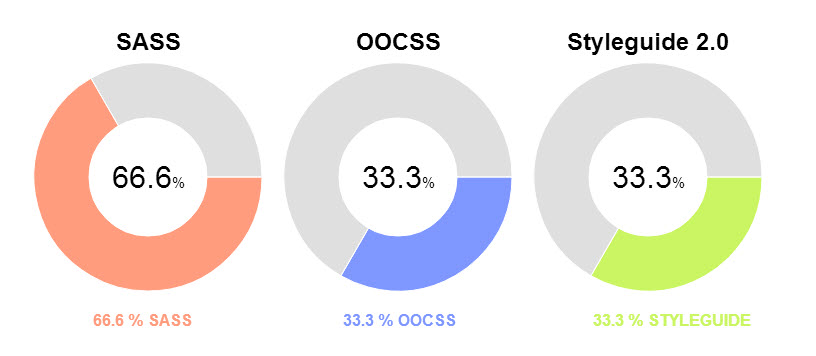 SASS
OOCSS
Styleguide 2.0
66.6%
33.3%
33.3%
66.6 % SASS
33.3 % OOCSS
33.3 % STYLEGUIDE